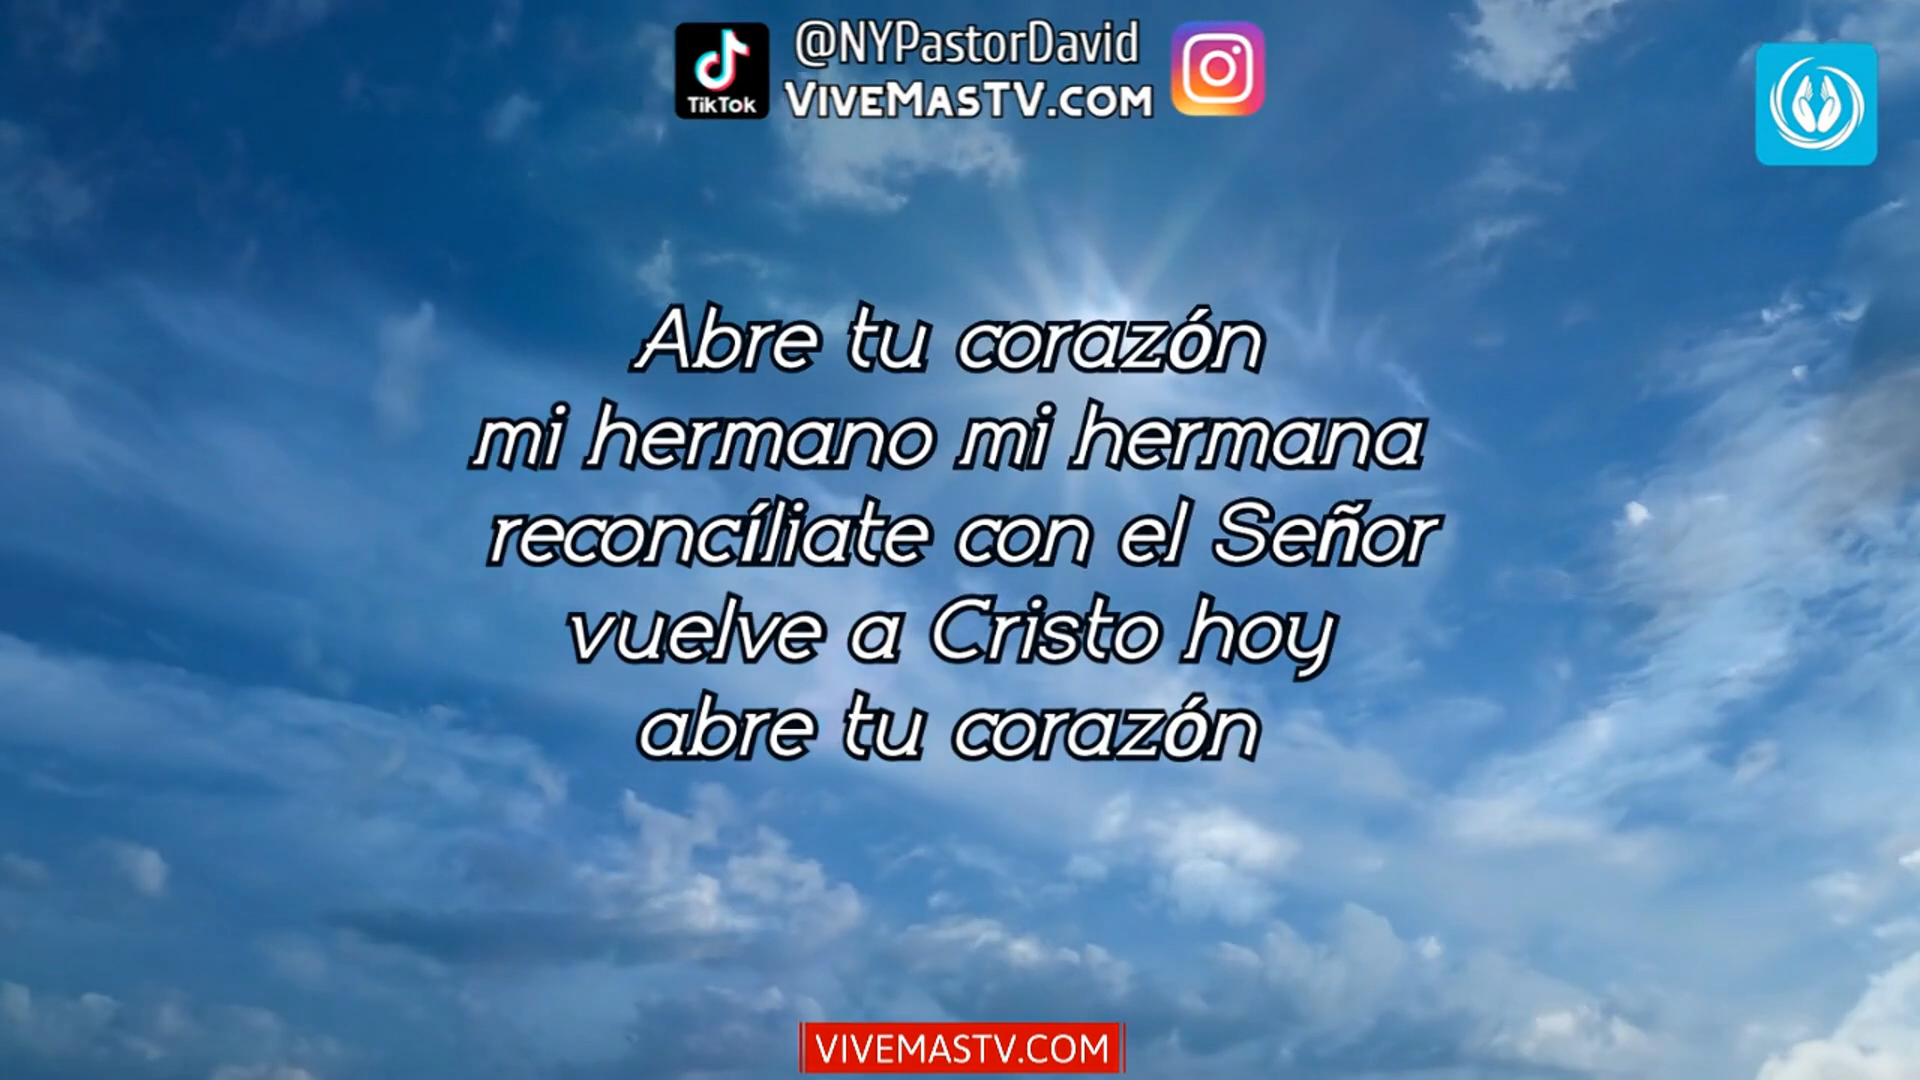 TikTok
@NYPastorDavid
VIVEMASTV.COM
Abre tu corazón
mi hermano mi hermana
reconcíliate con el Señor
vuelve a Cristo hoy
abre tu corazón
VIVEMASTV.COM